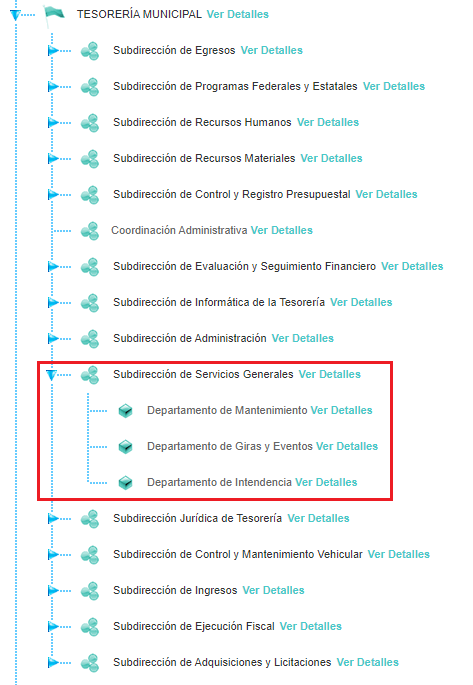 TESORERÍA MUNICIPAL Ver Detalles
Subdirección de Egresos Ver Detalles
Subdirección de Programas Federales y Estatales Ver Detalles
Subdirección de Recursos Humanos Ver Detalles
Subdirección de Recursos Materiales Ver Detalles
Subdirección de Control y Registro Presupuestal Ver Detalles
Coordinación Administrativa Ver Detalles
Subdirección de Evaluación y Seguimiento Financiero Ver Detalles
Subdirección de Informática de la Tesorería Ver Detalles
Subdirección de Administración Ver Detalles
Subdirección de Servicios Generales Ver Detalles
Departamento de Mantenimiento Ver Detalles
Departamento de Giras y Eventos Ver Detalles
Departamento de Intendencia Ver Detalles
Subdirección Jurídica de Tesorería Ver Detalles
Subdirección de Control y Mantenimiento Vehicular Ver Detalles
Subdirección de Ingresos Ver Detalles
Subdirección de Ejecución Fiscal Ver Detalles
Subdirección de Adquisiciones y Licitaciones Ver Detalles